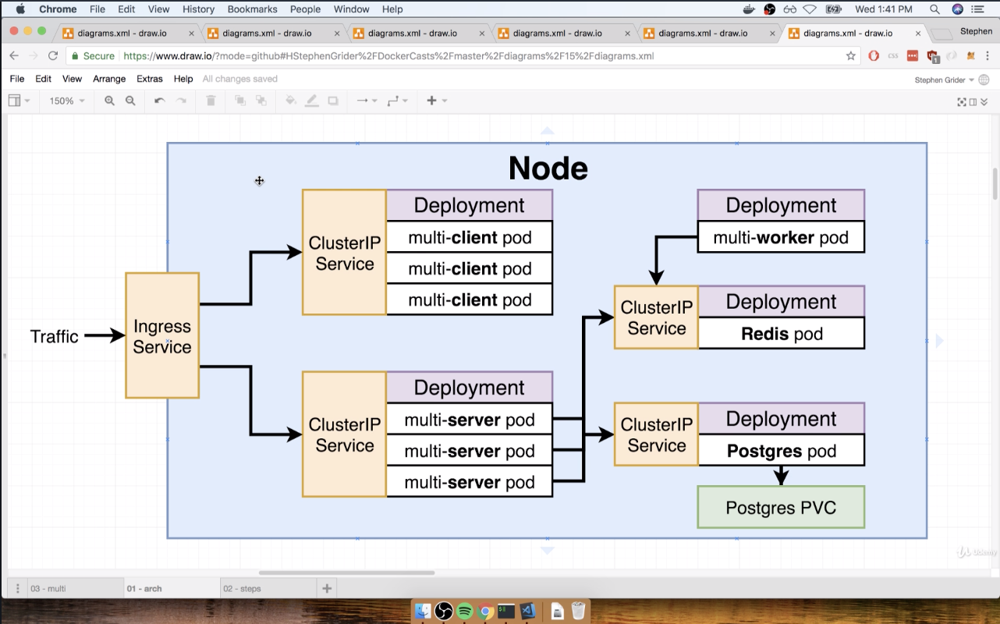 Chrome File Edit View History Bookmarks People Window Help Wed 1:41 PM
diagrams.xml - draw.io × diagrams.xml - draw.io × diagrams.xml - draw.io × diagrams.xml - draw.io × diagrams.xml - draw.io × diagrams.xml - draw.io × Stephen
Secure https://www.draw.io/?mode=github#HStephenGrider%2FDockerCasts%2Fmaster%2Fdiagrams%2F15%2Fdiagrams.xml CSS 1
File Edit View Arrange Extras Help All changes saved Stephen Grider
150%
Node
ClusterIP
Service
Deployment
multi-client pod
multi-client pod
multi-client pod
Deployment
multi-worker pod
Traffic
Ingress
Service
ClusterIP
Service
Deployment
Redis pod
ClusterIP
Service
Deployment
multi-server pod
multi-server pod
multi-server pod
ClusterIP
Service
Deployment
Postgres pod
Postgres PVC
Udemy
03 - multi 01 - arch 02 - steps